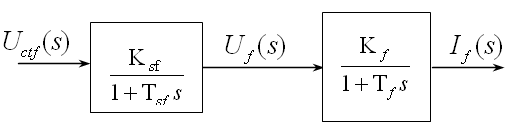 U_ctf(s)
K_sf
1+T_sf s
U_f(s)
K_f
1+T_f s
I_f(s)